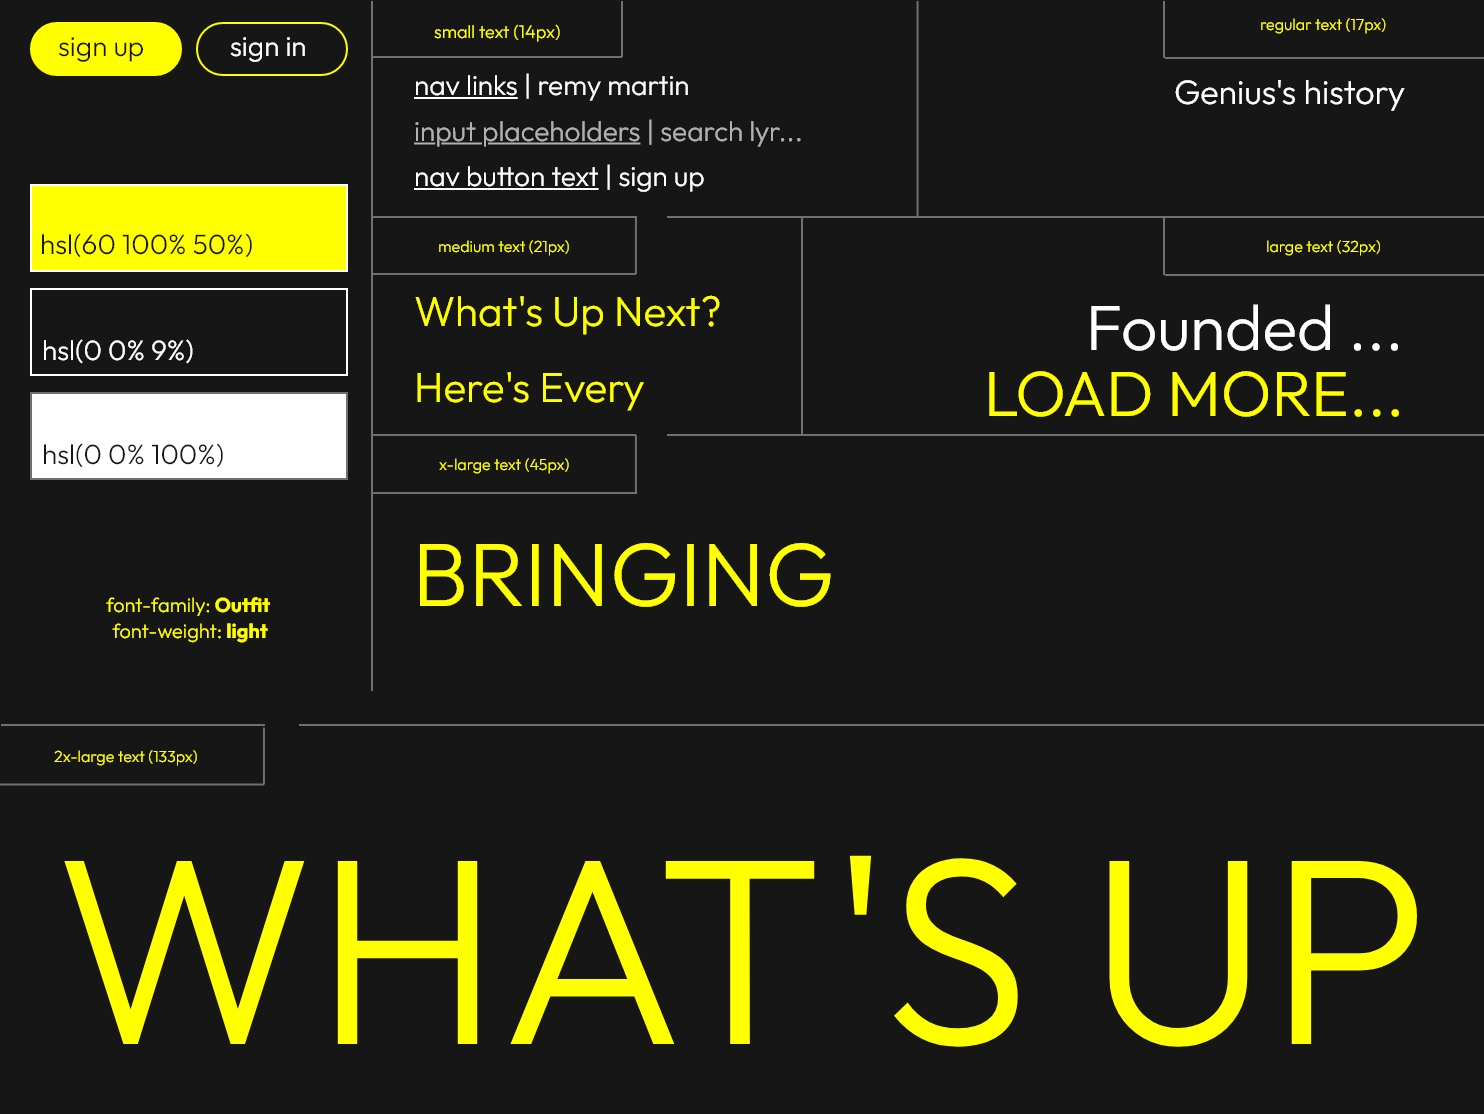 sign up
sign in
hsl(60 100% 50%)
hsl(0 0% 9%)
hsl(0 0% 100%)
font-family: Outfit
font-weight: light
small text (14px)
nav links | remy martin
input placeholders | search lyr...
nav button text | sign up
regular text (17px)
Genius's history
medium text (21px)
What's Up Next?
Here's Every
large text (32px)
Founded ...
LOAD MORE...
x-large text (45px)
BRINGING
2x-large text (133px)
WHAT'S UP